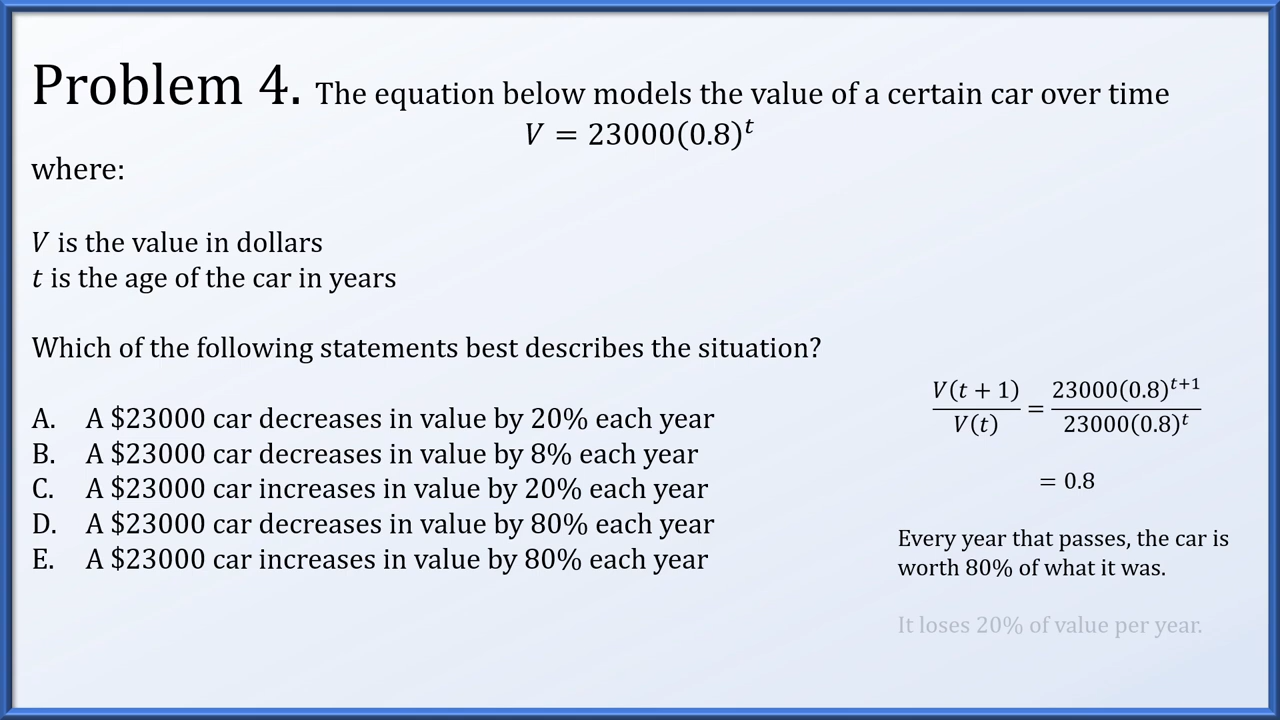 Problem 4. The equation below models the value of a certain car over time
V = 23000(0.8)^t
where:
V is the value in dollars
t is the age of the car in years
Which of the following statements best describes the situation?
A. A $23000 car decreases in value by 20% each year
B. A $23000 car decreases in value by 8% each year
C. A $23000 car increases in value by 20% each year
D. A $23000 car decreases in value by 80% each year
E. A $23000 car increases in value by 80% each year
V(t + 1)/V(t) = 23000(0.8)^{t+1}/23000(0.8)^t
= 0.8
Every year that passes, the car is
worth 80% of what it was.
It loses 20% of value per year.